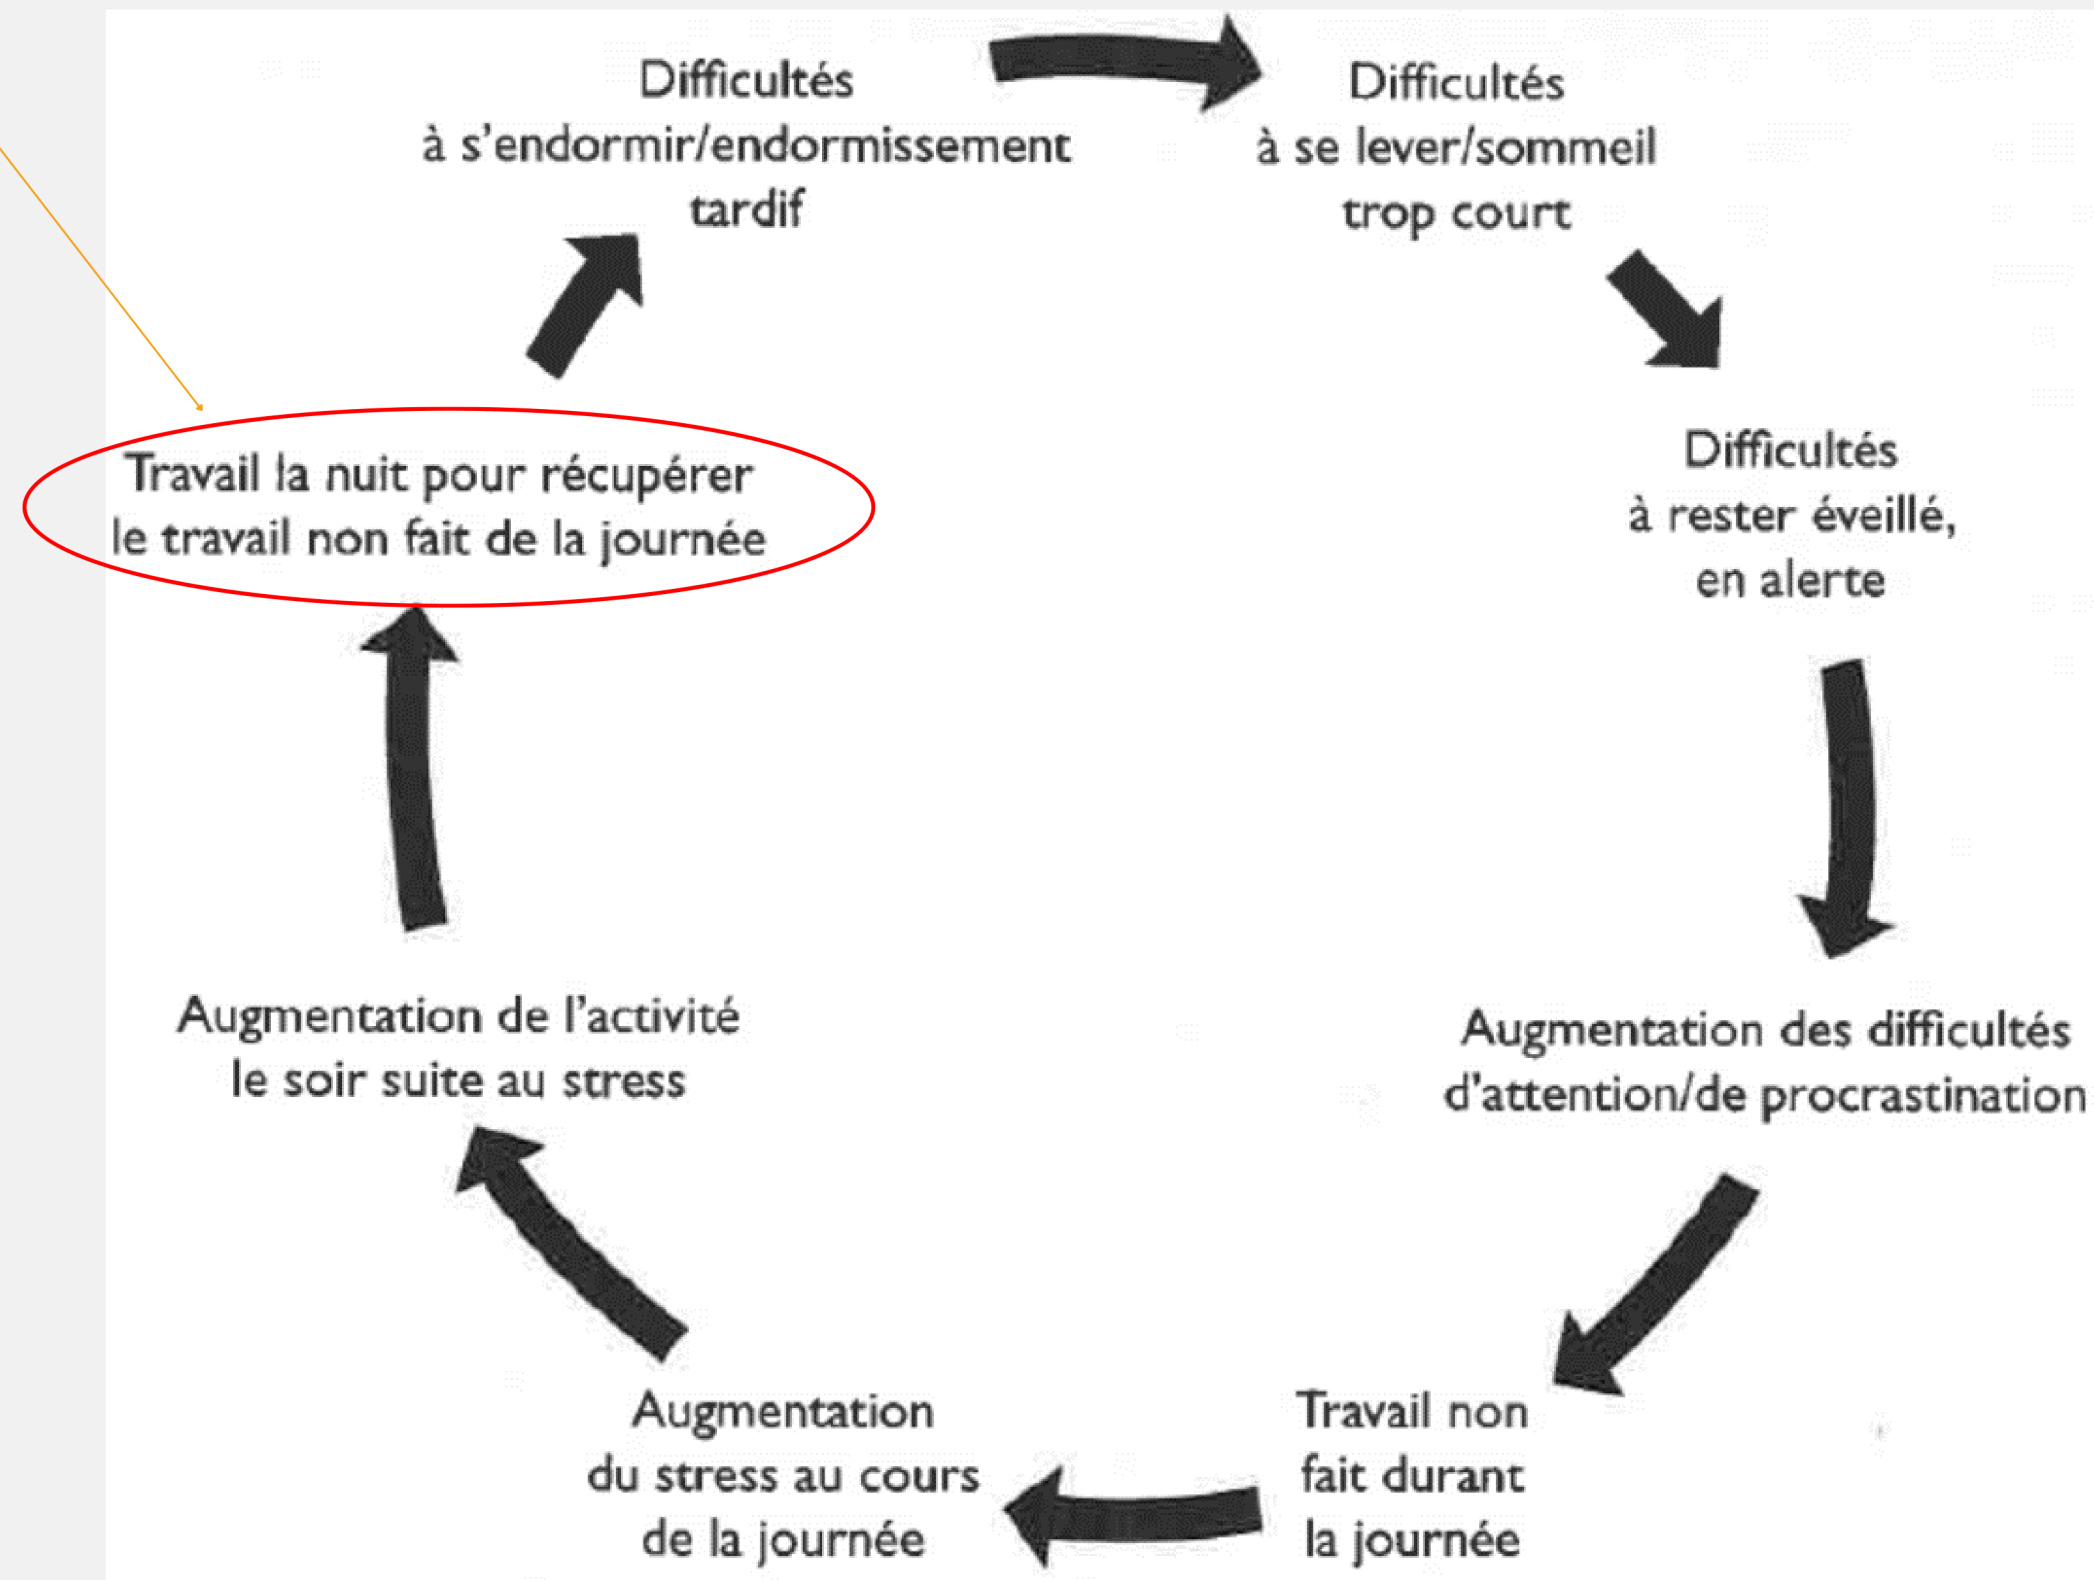 Difficultés
à s'endormir/endormissement
tardif
Difficultés
à se lever/sommeil
trop court
Difficultés
à rester éveillé,
en alerte
Augmentation des difficultés
d'attention/de procrastination
Travail non
fait durant
la journée
Augmentation
du stress au cours
de la journée
Augmentation de l'activité
le soir suite au stress
Travail la nuit pour récupérer
le travail non fait de la journée